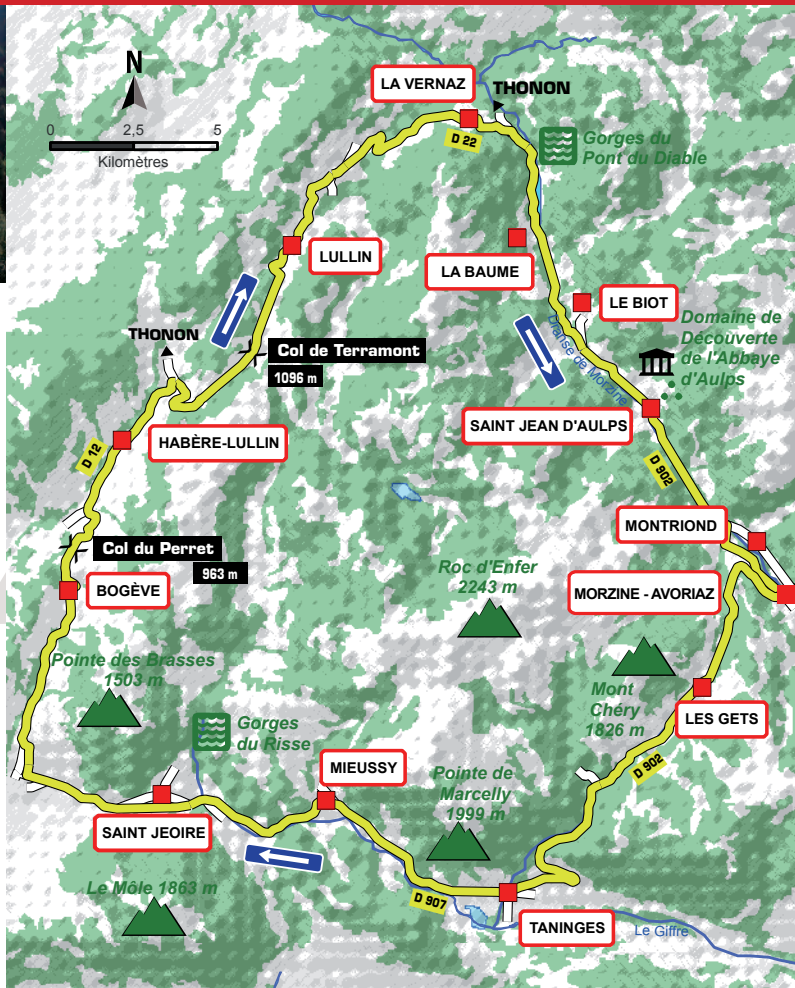 N
LA VERNAZ
THONON
0 2,5 5
Kilomètres
D 22
Gorges du
Pont du Diable
LULLIN
LA BAUME
LE BIOT
THONON
Col de Terramont
1096 m
Dranse de Morzine
Domaine de
Découverte
de l'Abbaye
d'Aulps
SAINT JEAN D'AULPS
HABÈRE-LULLIN
D 12
D 902
MONTRIOND
Col du Perret
963 m
Roc d'Enfer
2243 m
BOGÈVE
MORZINE - AVORIAZ
Pointe des Brasses
1503 m
Mont
Chéry
1826 m
LES GETS
Gorges
du Risse
MIEUSSY
Pointe de
Marcelly
1999 m
D 902
SAINT JEOIRE
Le Môle 1863 m
D 907
TANINGES
Le Giffre